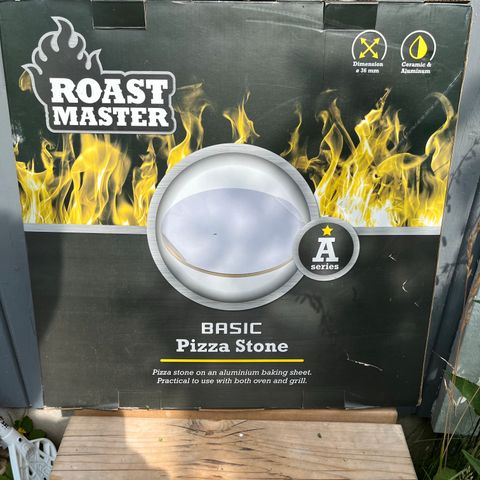 ROAST
MASTER
Dimension
ø 36 mm
Ceramic &
Aluminum
A
series
BASIC
Pizza Stone
Pizza stone on an aluminium baking sheet.
Practical to use with both oven and grill.